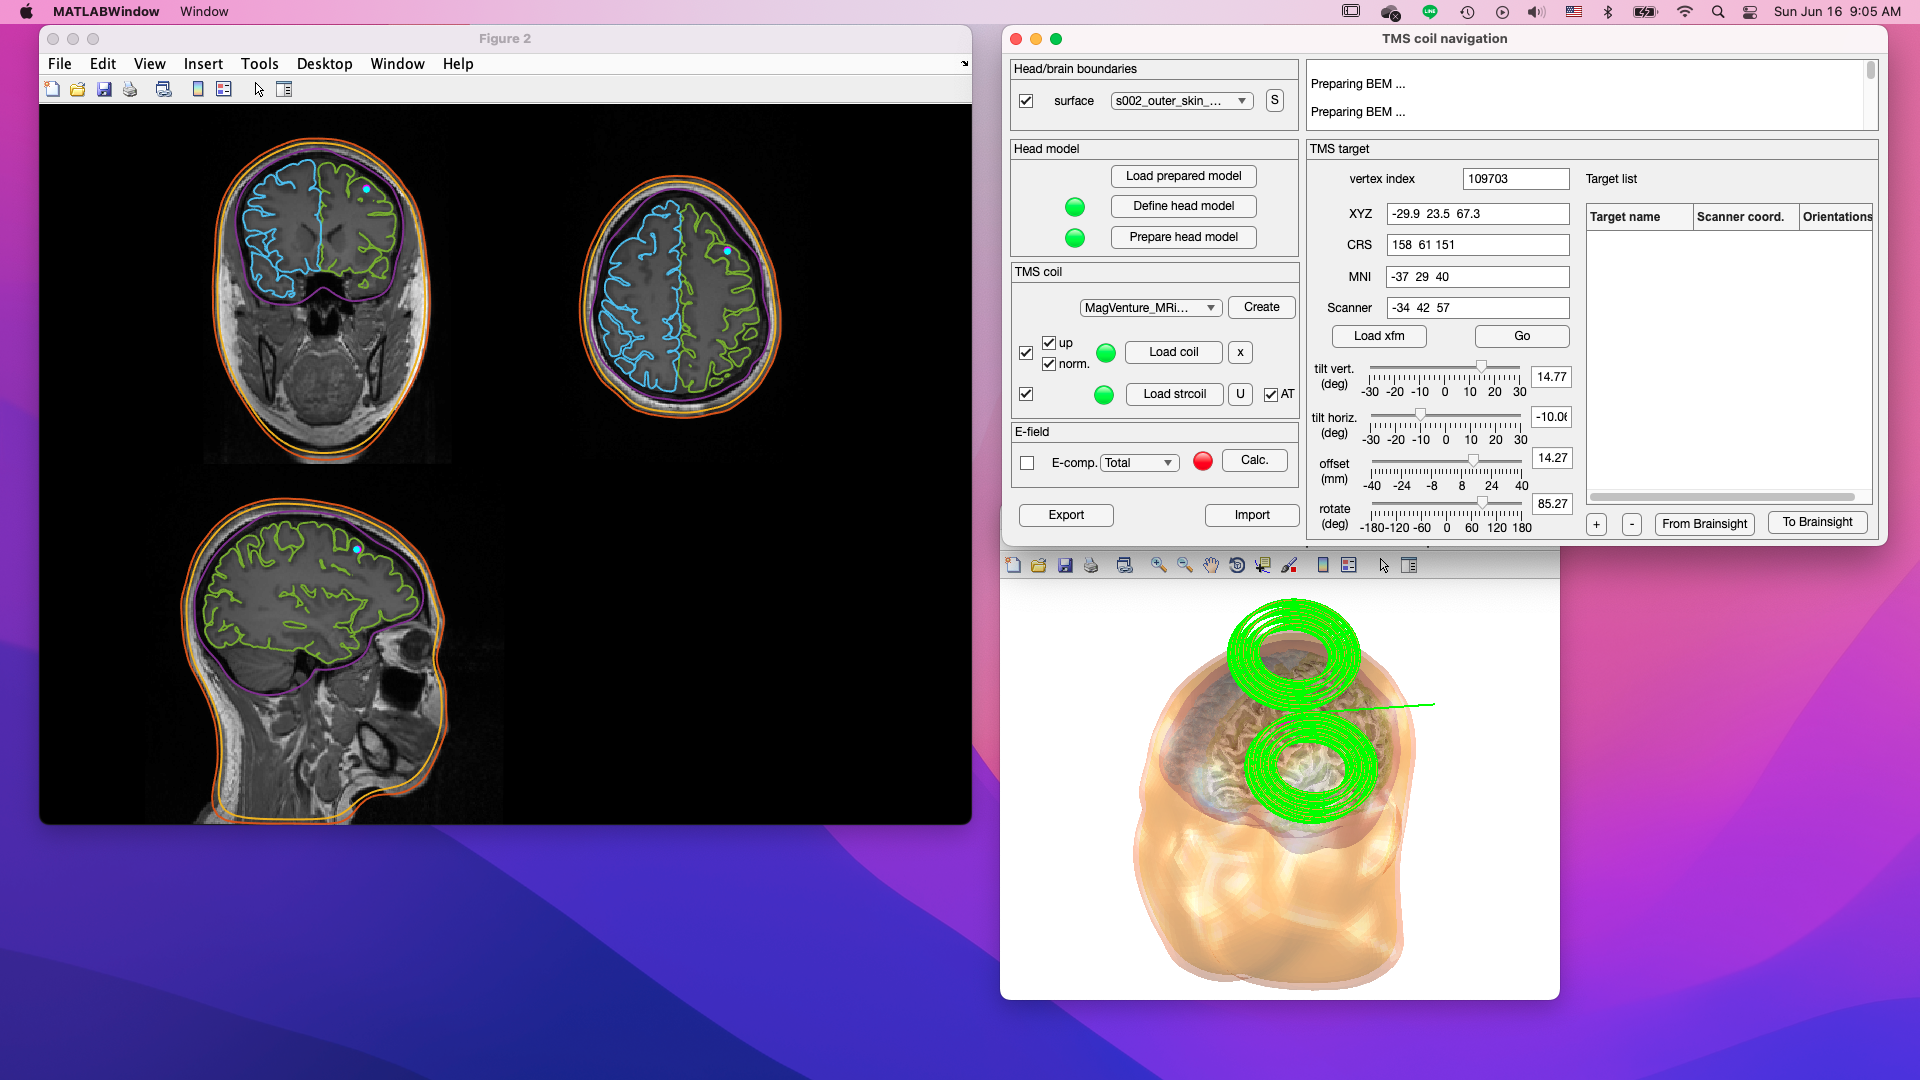 MATLABWindow Window
LINE
Sun Jun 16 9:05 AM
Figure 2
File Edit View Insert Tools Desktop Window Help
TMS coil navigation
Head/brain boundaries
surface s002_outer_skin_... S
Preparing BEM ...
Preparing BEM ...
Head model
Load prepared model
Define head model
Prepare head model
TMS coil
MagVenture_MRi... Create
up
norm.
Load coil x
Load strcoil U AT
E-field
E-comp. Total Calc.
Export Import
TMS target
vertex index 109703
XYZ -29.9 23.5 67.3
CRS 158 61 151
MNI -37 29 40
Scanner -34 42 57
Load xfm Go
tilt vert.
(deg)
14.77
-30 -20 -10 0 10 20 30
tilt horiz.
(deg)
-10.06
-30 -20 -10 0 10 20 30
offset
(mm)
14.27
-40 -24 -8 8 24 40
rotate
(deg)
85.27
-180 -120 -60 0 60 120 180
Target list
Target name Scanner coord. Orientations
+ - From Brainsight To Brainsight